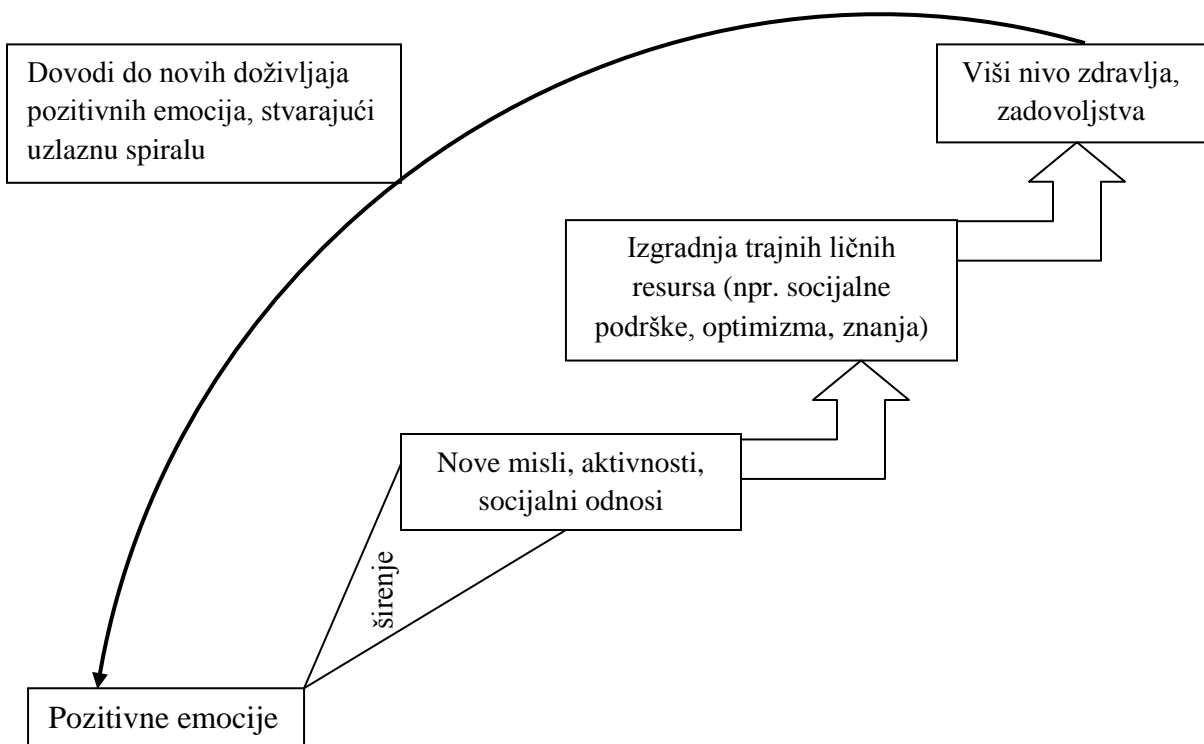 Dovodi do novih doživljaja
pozitivnih emocija, stvarajući
uzlaznu spiralu
Viši nivo zdravlja,
zadovoljstva
Izgradnja trajnih ličnih
resursa (npr. socijalne
podrške, optimizma, znanja)
Nove misli, aktivnosti,
socijalni odnosi
širenje
Pozitivne emocije